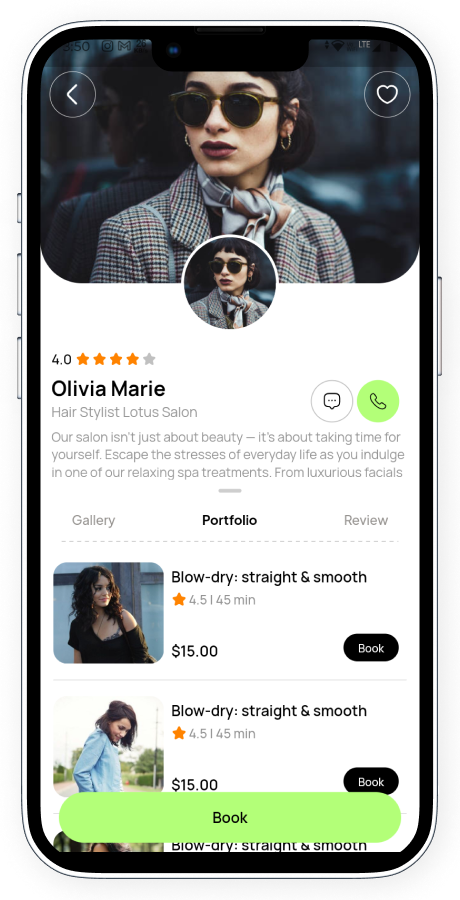 LTE
4.0
Olivia Marie
Hair Stylist Lotus Salon
Our salon isn't just about beauty — it's about taking time for
yourself. Escape the stresses of everyday life as you indulge
in one of our relaxing spa treatments. From luxurious facials
Gallery Portfolio Review
Blow-dry: straight & smooth
4.5 | 45 min
$15.00 Book
Blow-dry: straight & smooth
4.5 | 45 min
$15.00 Book
Book
Blow-dry: straight & smooth